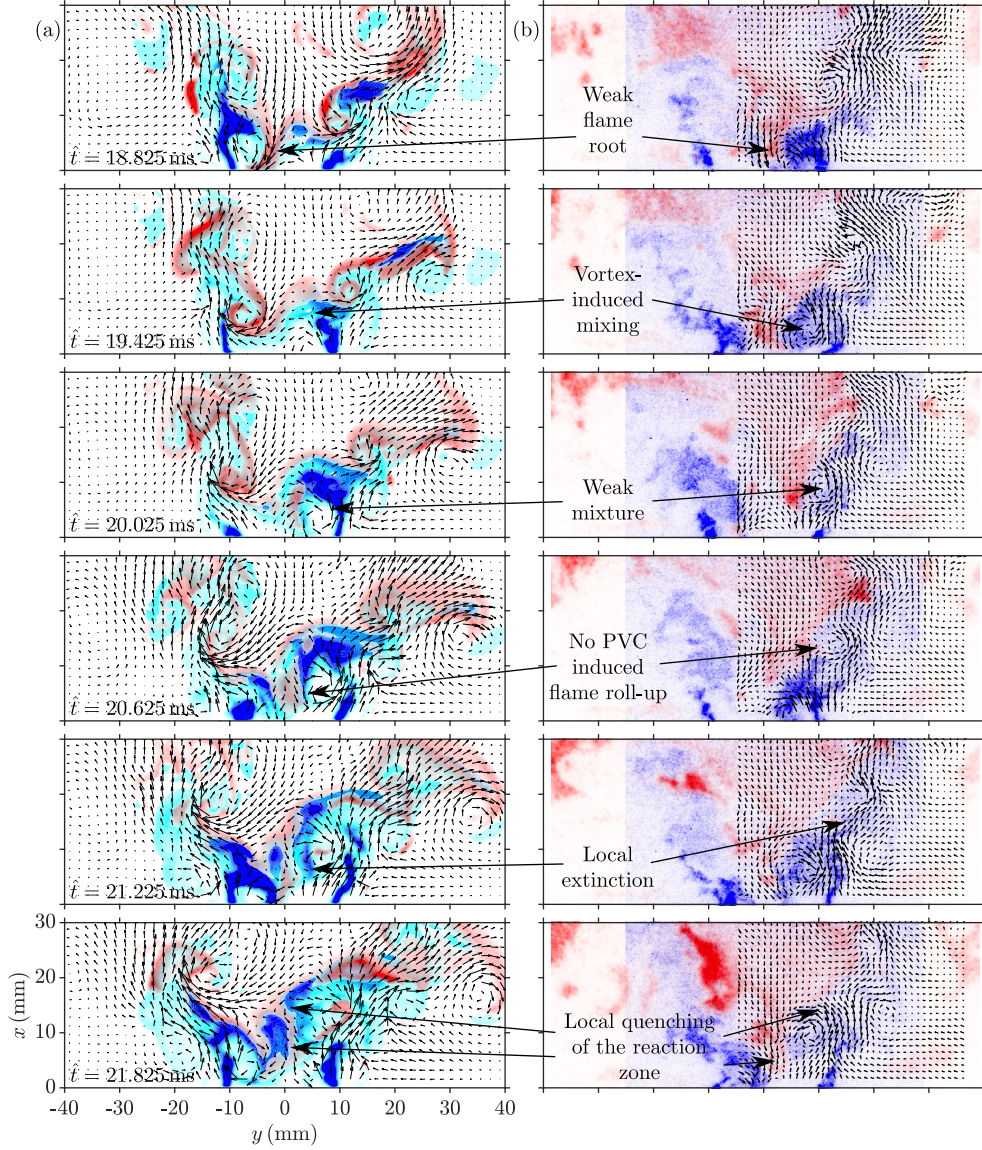 (a)
(b)
Weak
flame
root
t̂ = 18.825 ms
Vortex-
induced
mixing
t̂ = 19.425 ms
Weak
mixture
t̂ = 20.025 ms
No PVC
induced
flame roll-up
t̂ = 20.625 ms
Local
extinction
t̂ = 21.225 ms
30
20
10
0
x (mm)
Local quenching
of the reaction
zone
t̂ = 21.825 ms
-40 -30 -20 -10 0 10 20 30 40
y (mm)